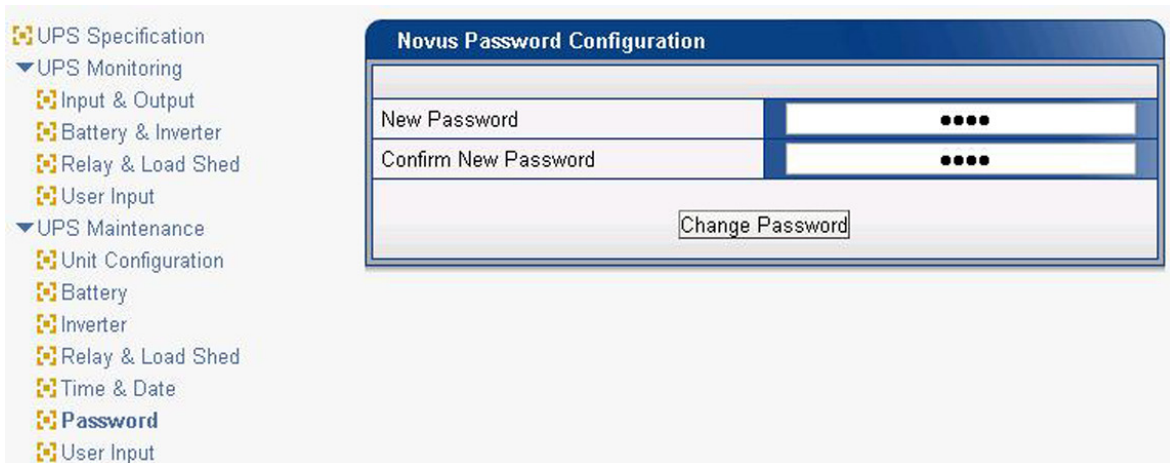 UPS Specification
UPS Monitoring
Input & Output
Battery & Inverter
Relay & Load Shed
User Input
UPS Maintenance
Unit Configuration
Battery
Inverter
Relay & Load Shed
Time & Date
Password
User Input
Novus Password Configuration
New Password ••••
Confirm New Password ••••
Change Password